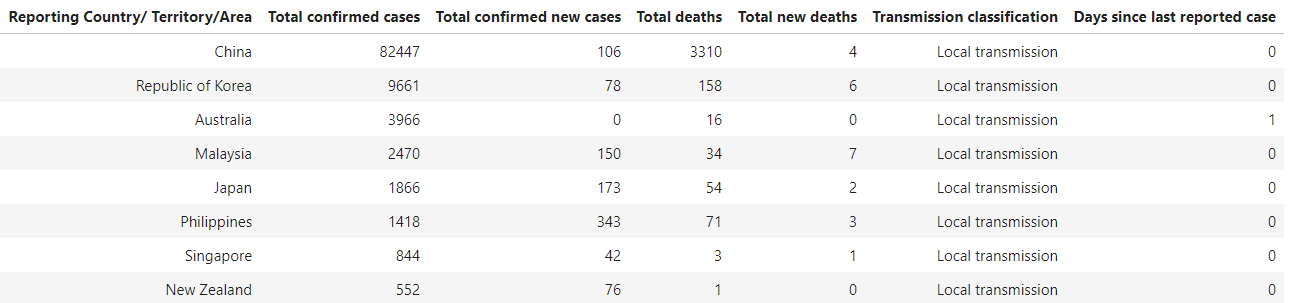 Reporting Country/ Territory/Area Total confirmed cases Total confirmed new cases Total deaths Total new deaths Transmission classification Days since last reported case
China 82447 106 3310 4 Local transmission 0
Republic of Korea 9661 78 158 6 Local transmission 0
Australia 3966 0 16 0 Local transmission 1
Malaysia 2470 150 34 7 Local transmission 0
Japan 1866 173 54 2 Local transmission 0
Philippines 1418 343 71 3 Local transmission 0
Singapore 844 42 3 1 Local transmission 0
New Zealand 552 76 1 0 Local transmission 0